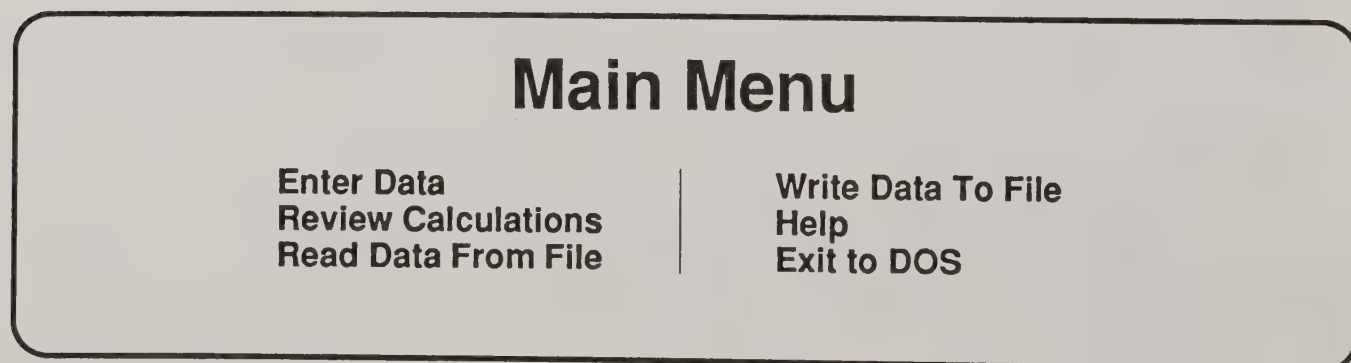 Main Menu
Enter Data
Review Calculations
Read Data From File
Write Data To File
Help
Exit to DOS